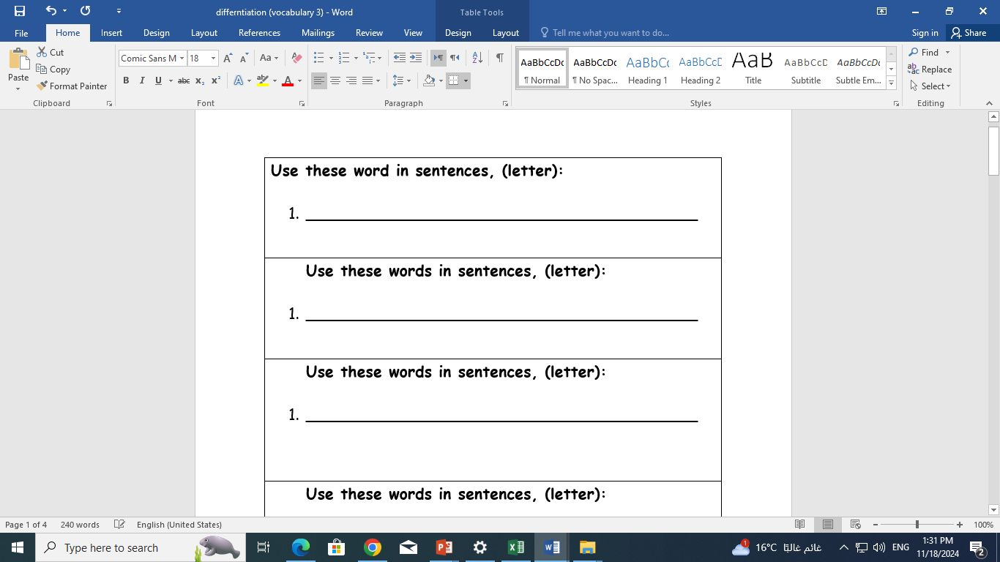 differntiation (vocabulary 3) - Word
Table Tools
File Home Insert Design Layout References Mailings Review View Design Layout Tell me what you want to do... Sign in Share
Paste
Cut
Copy
Format Painter
Clipboard
Comic Sans M 18
Font
Paragraph
AaBbCcDc AaBbCcDc AaBbCc AaBbCcD AaB AaBbCcD AaBbCcDc
¶ Normal ¶ No Spac... Heading 1 Heading 2 Title Subtitle Subtle Em...
Styles
Find
Replace
Select
Editing
Use these word in sentences, (letter):
1.
Use these words in sentences, (letter):
1.
Use these words in sentences, (letter):
1.
Use these words in sentences, (letter):
Page 1 of 4 240 words English (United States) 100%
Type here to search
1
16°C غائم غالبًا
ENG
1:31 PM
11/18/2024
2